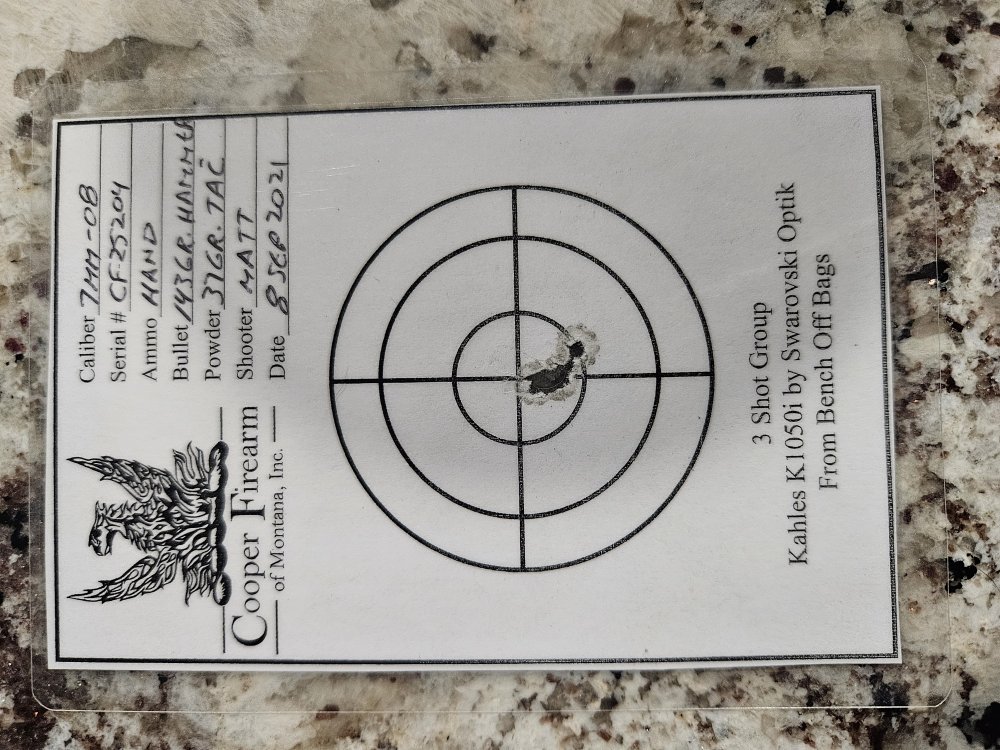 Cooper Firearm
of Montana, Inc.
Caliber 7MM-08
Serial # CF25204
Ammo HAND
Bullet 143GR. HAMMER
Powder 37GR. TAC
Shooter MATT
Date 8 SEP 2021
3 Shot Group
Kahles K1050i by Swarovski Optik
From Bench Off Bags